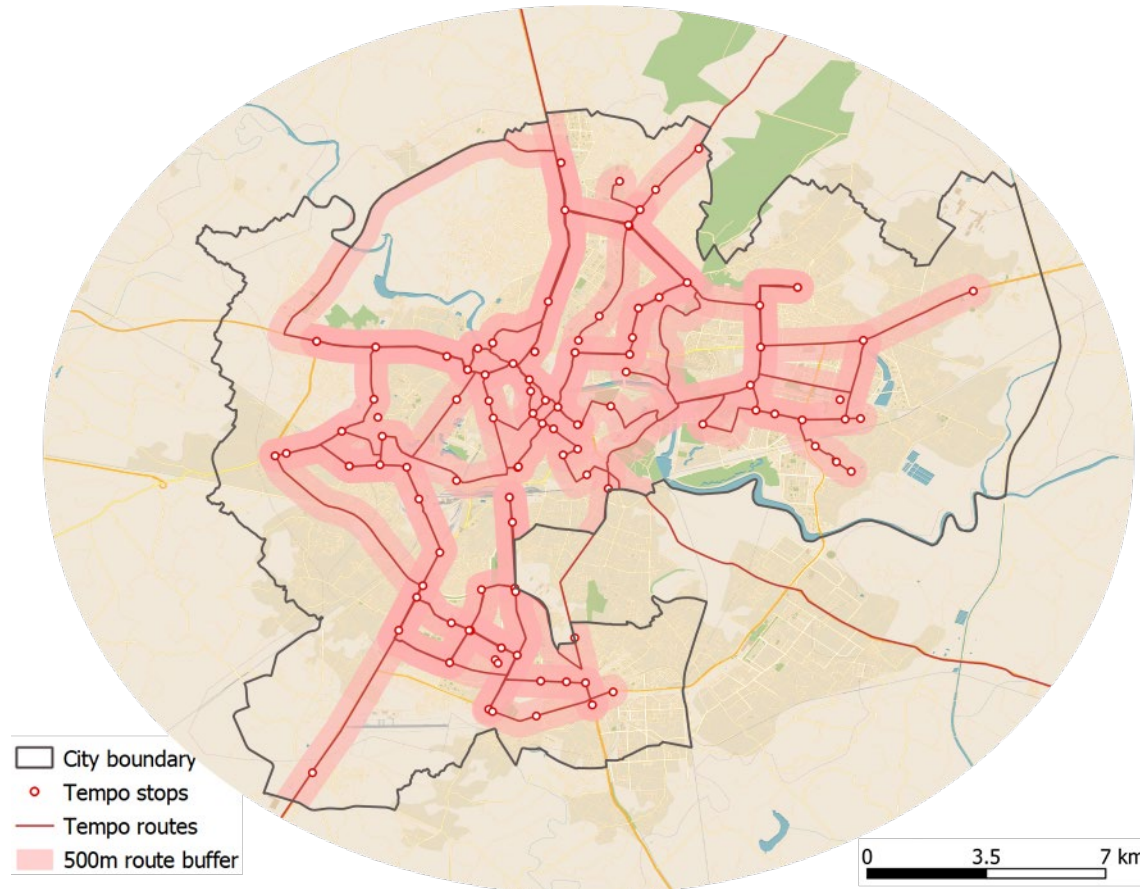 City boundary
Tempo stops
Tempo routes
500m route buffer
0 3.5 7 km